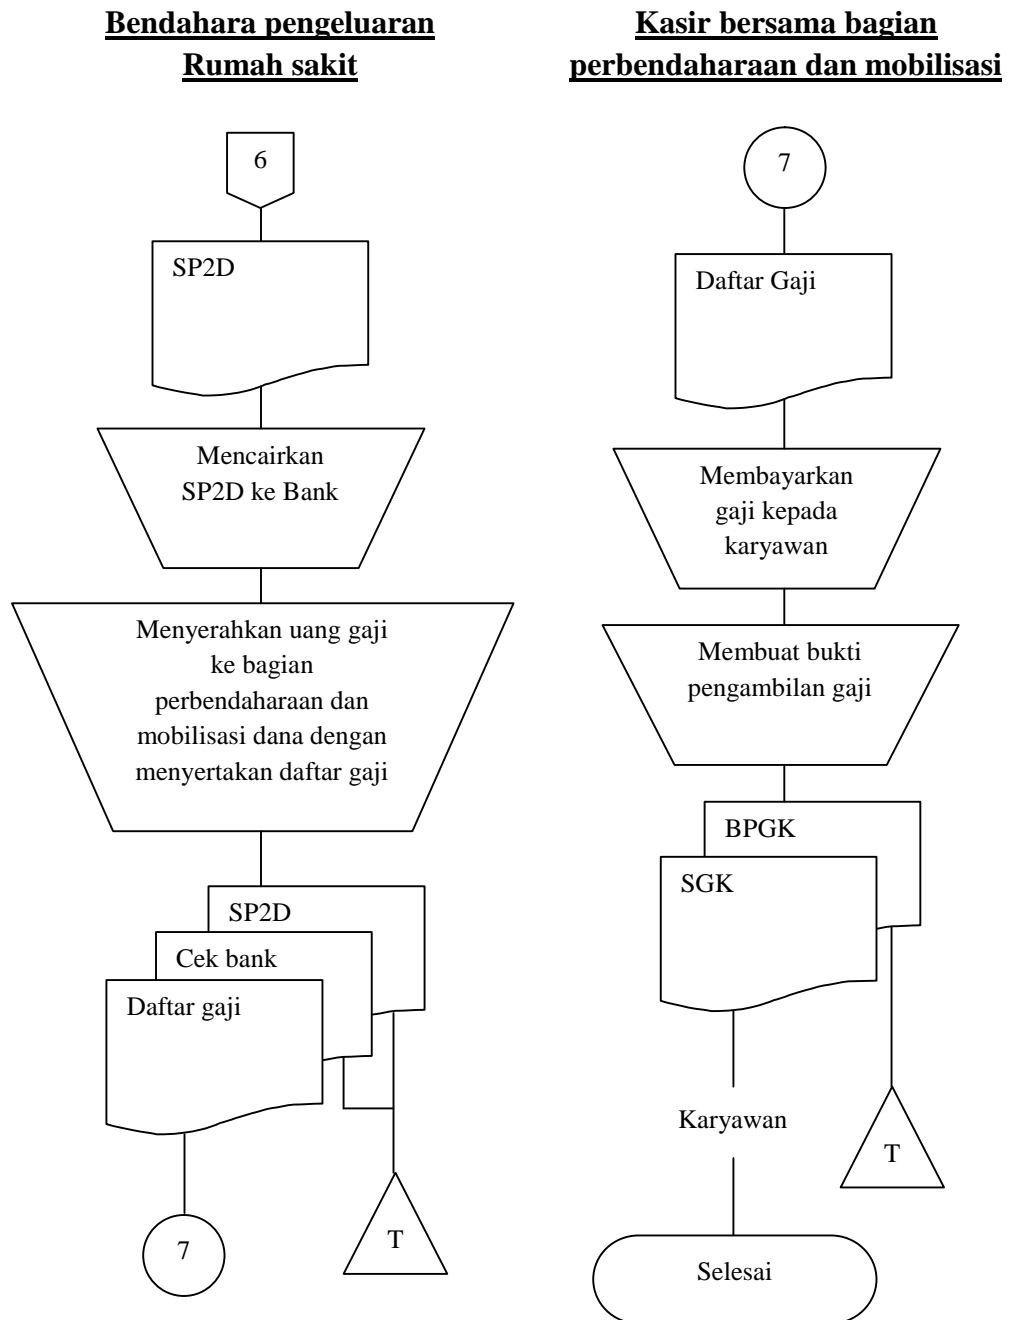 Bendahara pengeluaran
Rumah sakit
6
SP2D
Mencairkan
SP2D ke Bank
Menyerahkan uang gaji
ke bagian
perbendaharaan dan
mobilisasi dana dengan
menyertakan daftar gaji
SP2D
Cek bank
Daftar gaji
7
T
Kasir bersama bagian
perbendaharaan dan mobilisasi
7
Daftar Gaji
Membayarkan
gaji kepada
karyawan
Membuat bukti
pengambilan gaji
BPGK
SGK
Karyawan
T
Selesai